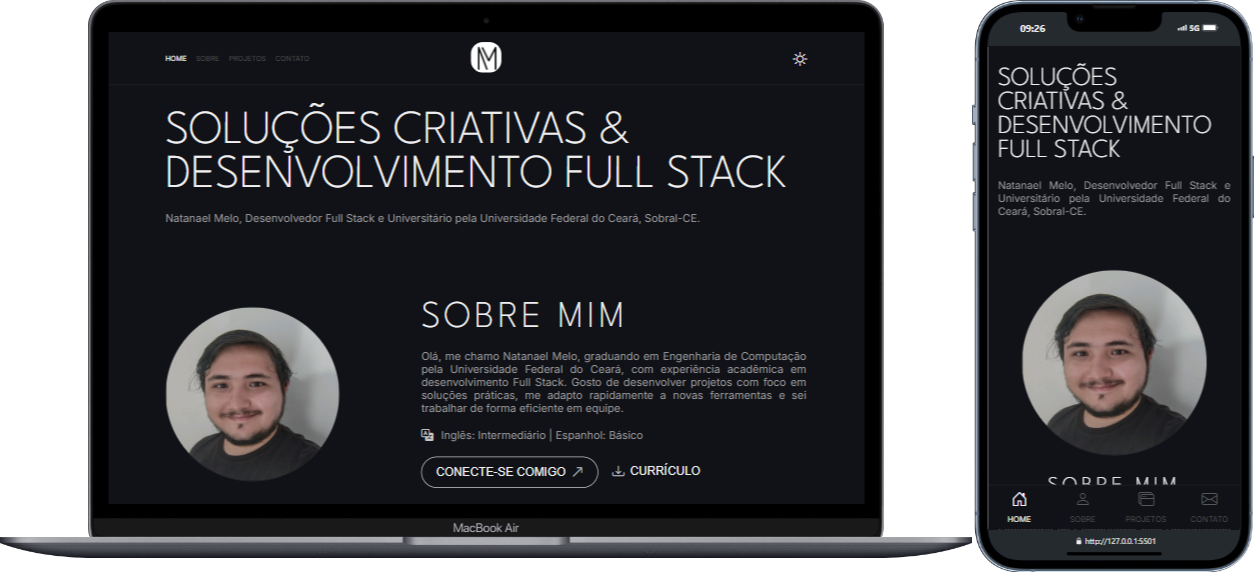 HOME SOBRE PROJETOS CONTATO
NM
SOLUÇÕES CRIATIVAS &
DESENVOLVIMENTO FULL STACK
Natanael Melo, Desenvolvedor Full Stack e Universitário pela Universidade Federal do Ceará, Sobral-CE.
SOBRE MIM
Olá, me chamo Natanael Melo, graduando em Engenharia de Computação
pela Universidade Federal do Ceará, com experiência acadêmica em
desenvolvimento Full Stack. Gosto de desenvolver projetos com foco em
soluções práticas, me adapto rapidamente a novas ferramentas e sei
trabalhar de forma eficiente em equipe.
Inglês: Intermediário | Espanhol: Básico
CONECTE-SE COMIGO
CURRÍCULO
MacBook Air
09:26
5G
SOLUÇÕES
CRIATIVAS &
DESENVOLVIMENTO
FULL STACK
Natanael Melo, Desenvolvedor Full Stack e
Universitário pela Universidade Federal do
Ceará, Sobral-CE.
SOBRE MIM
HOME SOBRE PROJETOS CONTATO
http://127.0.0.1:5501